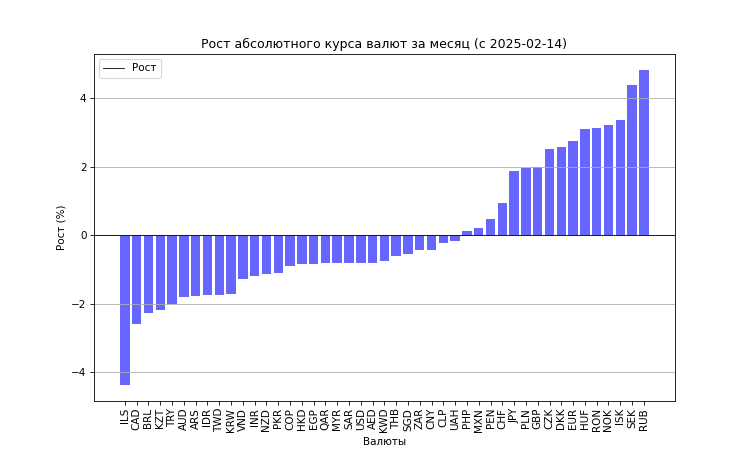 Рост абсолютного курса валют за месяц (с 2025-02-14)
Рост
Рост (%)
4
2
0
−2
−4
ILS CAD BRL KZT TRY AUD ARS IDR TWD KRW VND INR NZD PKR COP HKD EGP QAR MYR SAR USD AED KWD THB SGD ZAR CNY CLP UAH PHP MXN PEN CHF JPY PLN GBP CZK DKK EUR HUF RON NOK ISK SEK RUB
Валюты